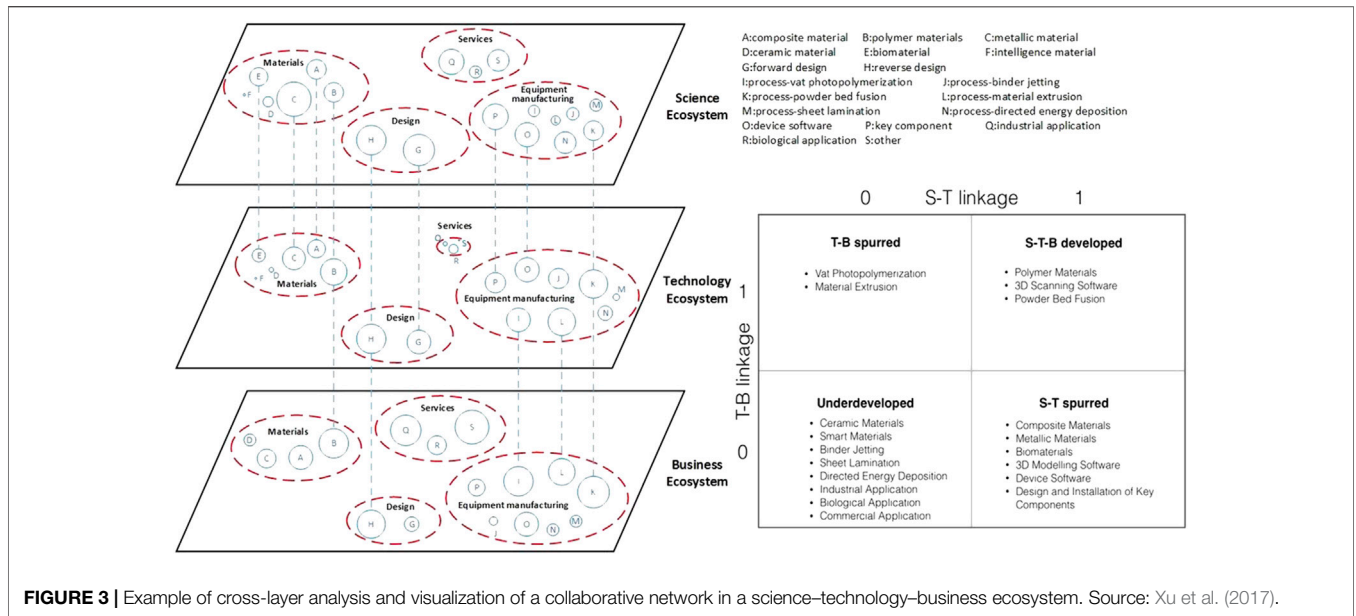 Services
Q
R
S
Materials
E
A
+F
D
C
B
Equipment
manufacturing
P
I
L
J
M
O
N
K
Design
H
G
Science
Ecosystem
Services
Q
S
R
E
C
A
+F
D
B
Materials
P
O
J
K
M
Equipment manufacturing
I
L
N
Design
H
G
Technology
Ecosystem
Services
Q
R
S
Materials
D
C
A
B
P
I
L
K
Equipment manufacturing
J
O
N
M
Design
H
G
Business
Ecosystem
A:composite material B:polymer materials C:metallic material
D:ceramic material E:biomaterial F:intelligence material
G:forward design H:reverse design
I:process-vat photopolymerization J:process-binder jetting
K:process-powder bed fusion L:process-material extrusion
M:process-sheet lamination N:process-directed energy deposition
O:device software P:key component Q:industrial application
R:biological application S:other
0 S-T linkage 1
T-B linkage
1
0
T-B spurred
• Vat Photopolymerization
• Material Extrusion
S-T-B developed
• Polymer Materials
• 3D Scanning Software
• Powder Bed Fusion
Underdeveloped
• Ceramic Materials
• Smart Materials
• Binder Jetting
• Sheet Lamination
• Directed Energy Deposition
• Industrial Application
• Biological Application
• Commercial Application
S-T spurred
• Composite Materials
• Metallic Materials
• Biomaterials
• 3D Modelling Software
• Device Software
• Design and Installation of Key
Components
FIGURE 3 | Example of cross-layer analysis and visualization of a collaborative network in a science–technology–business ecosystem. Source: Xu et al. (2017).